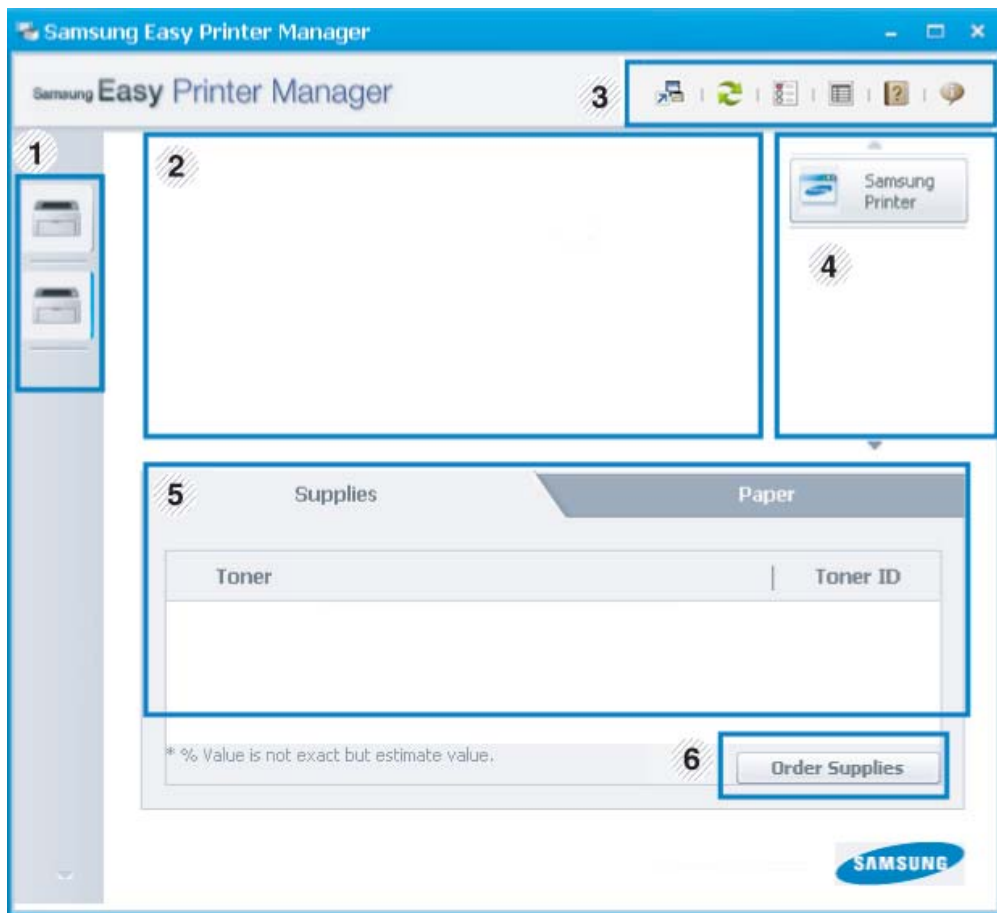 Samsung Easy Printer Manager
Samsung Easy Printer Manager
3
1
2
Samsung
Printer
4
5
Supplies
Paper
Toner
Toner ID
* % Value is not exact but estimate value.
6
Order Supplies
SAMSUNG